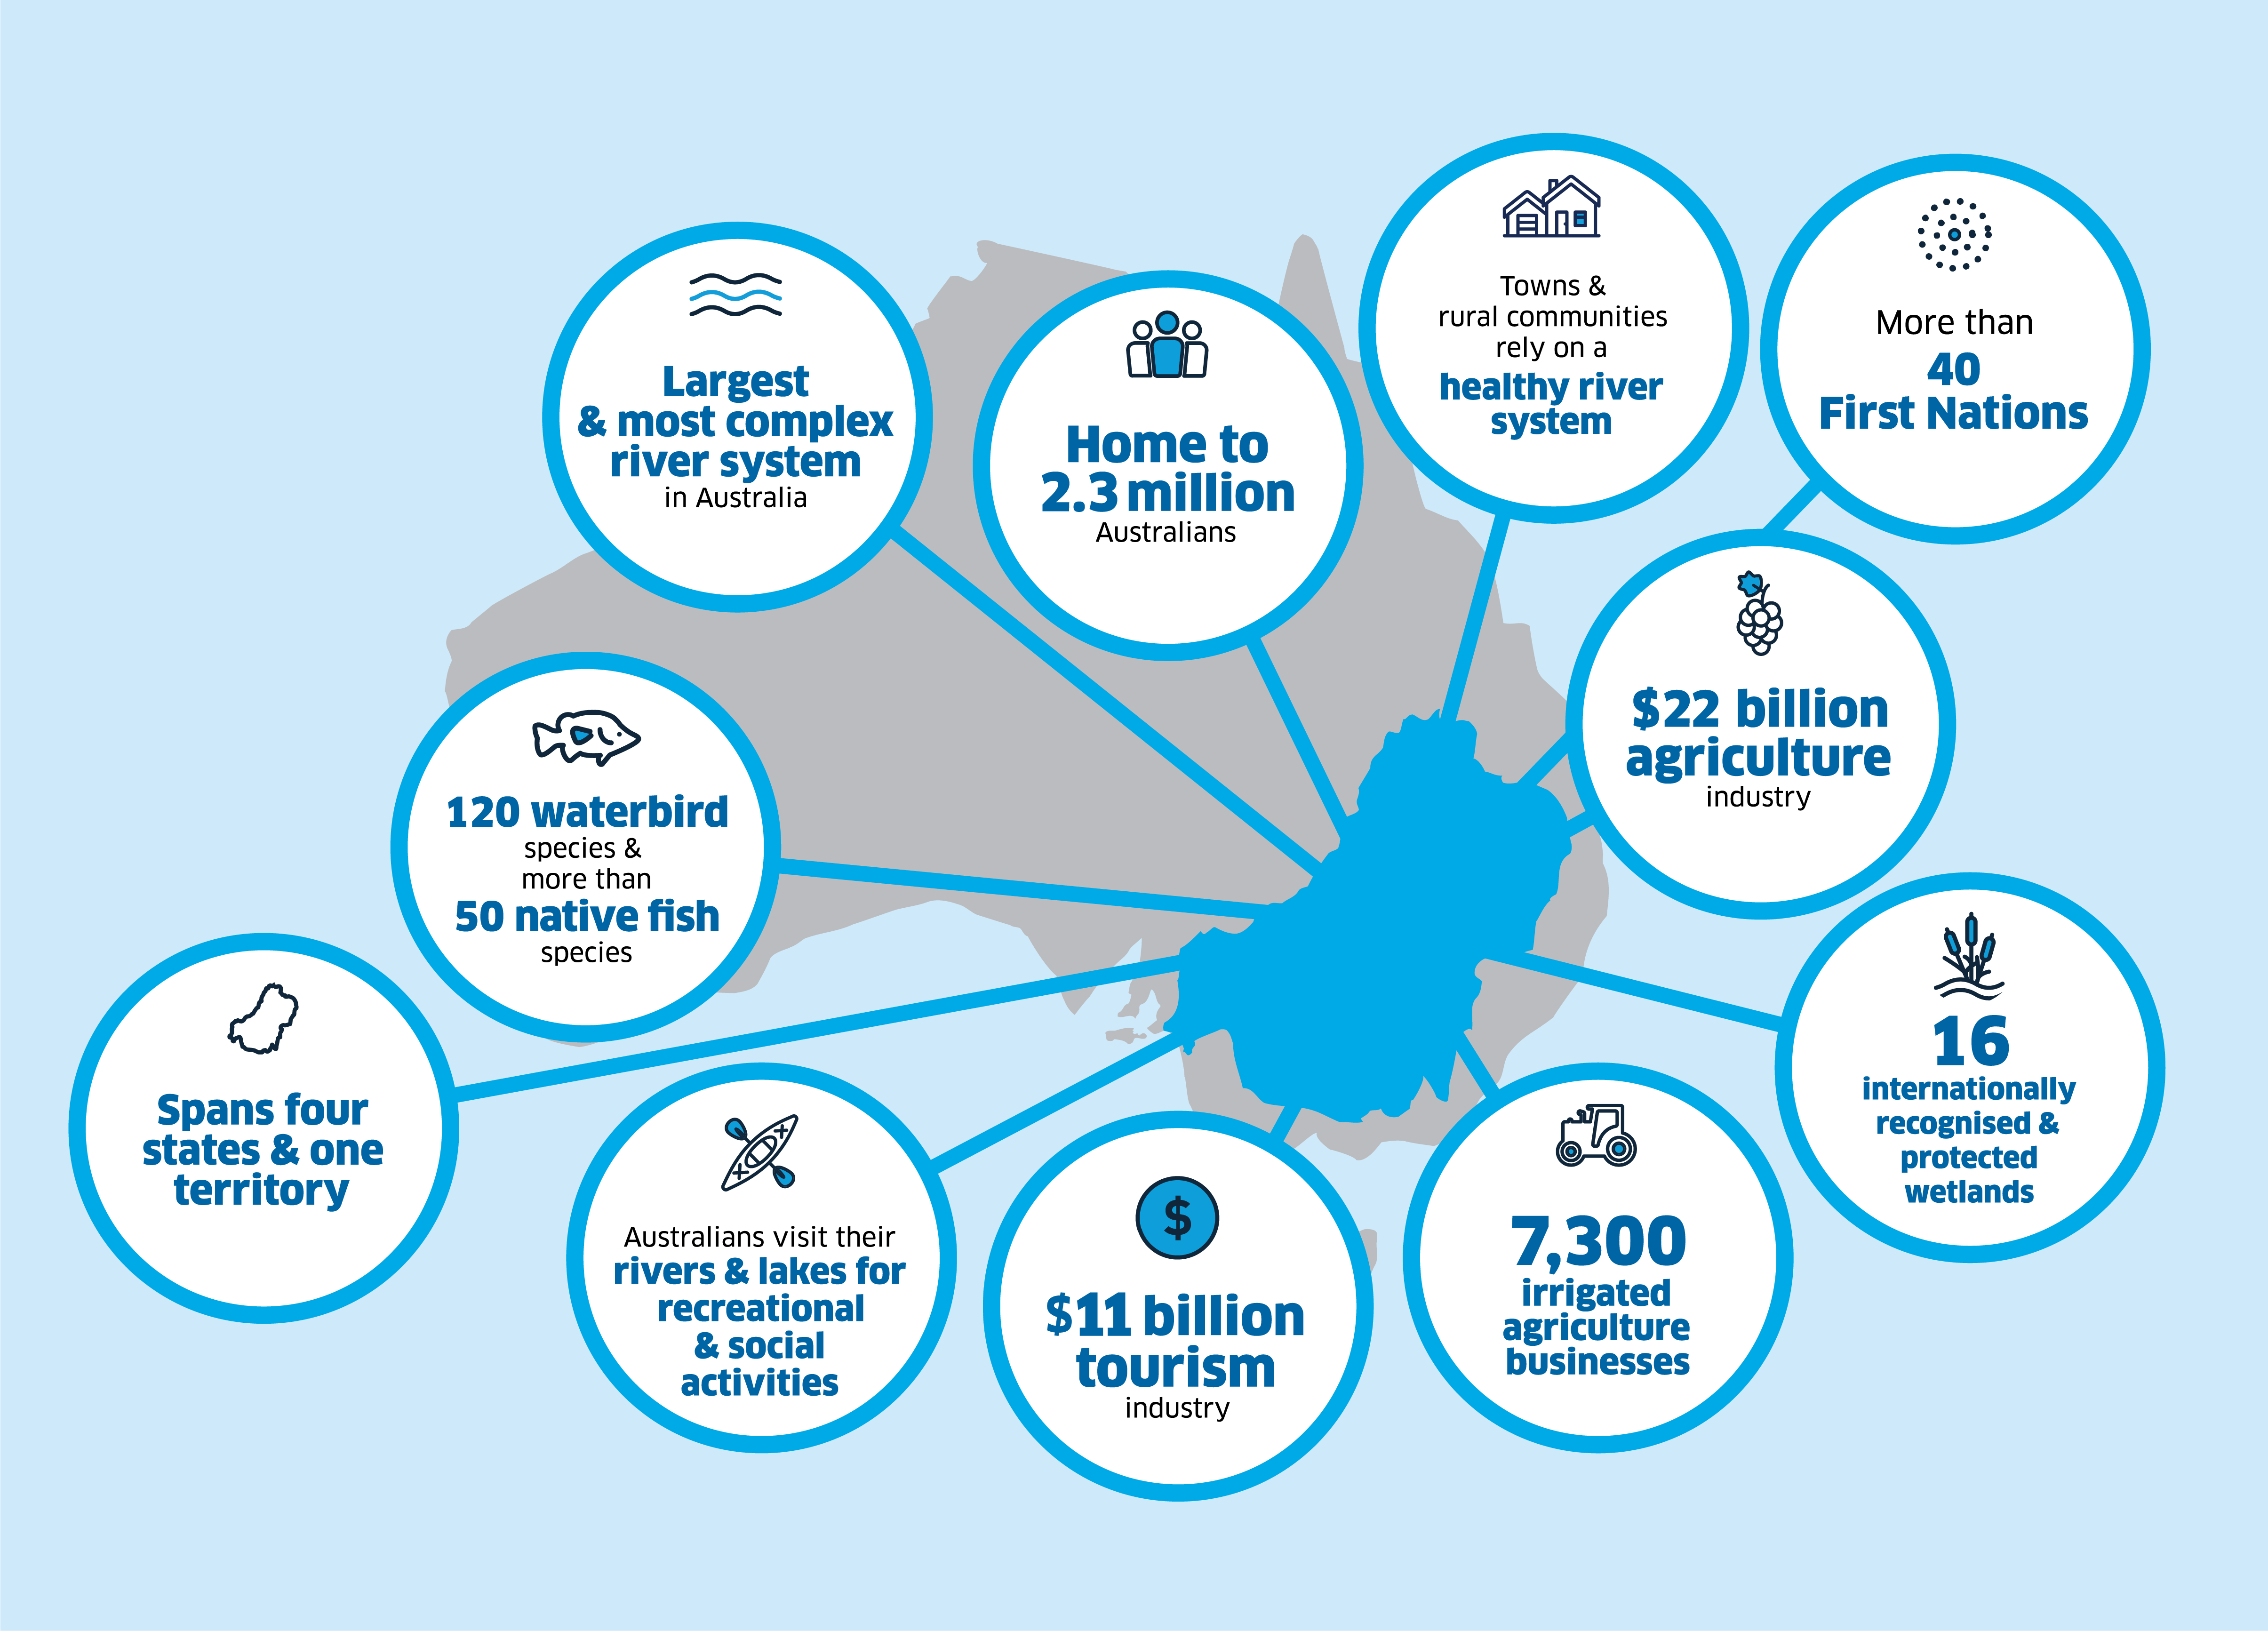 Largest
& most complex
river system
in Australia
Home to
2.3 million
Australians
Towns &
rural communities
rely on a
healthy river
system
More than
40
First Nations
$22 billion
agriculture
industry
120 waterbird
species &
more than
50 native fish
species
16
internationally
recognised &
protected
wetlands
Spans four
states & one
territory
Australians visit their
rivers & lakes for
recreational
& social
activities
$
$11 billion
tourism
industry
7,300
irrigated
agriculture
businesses